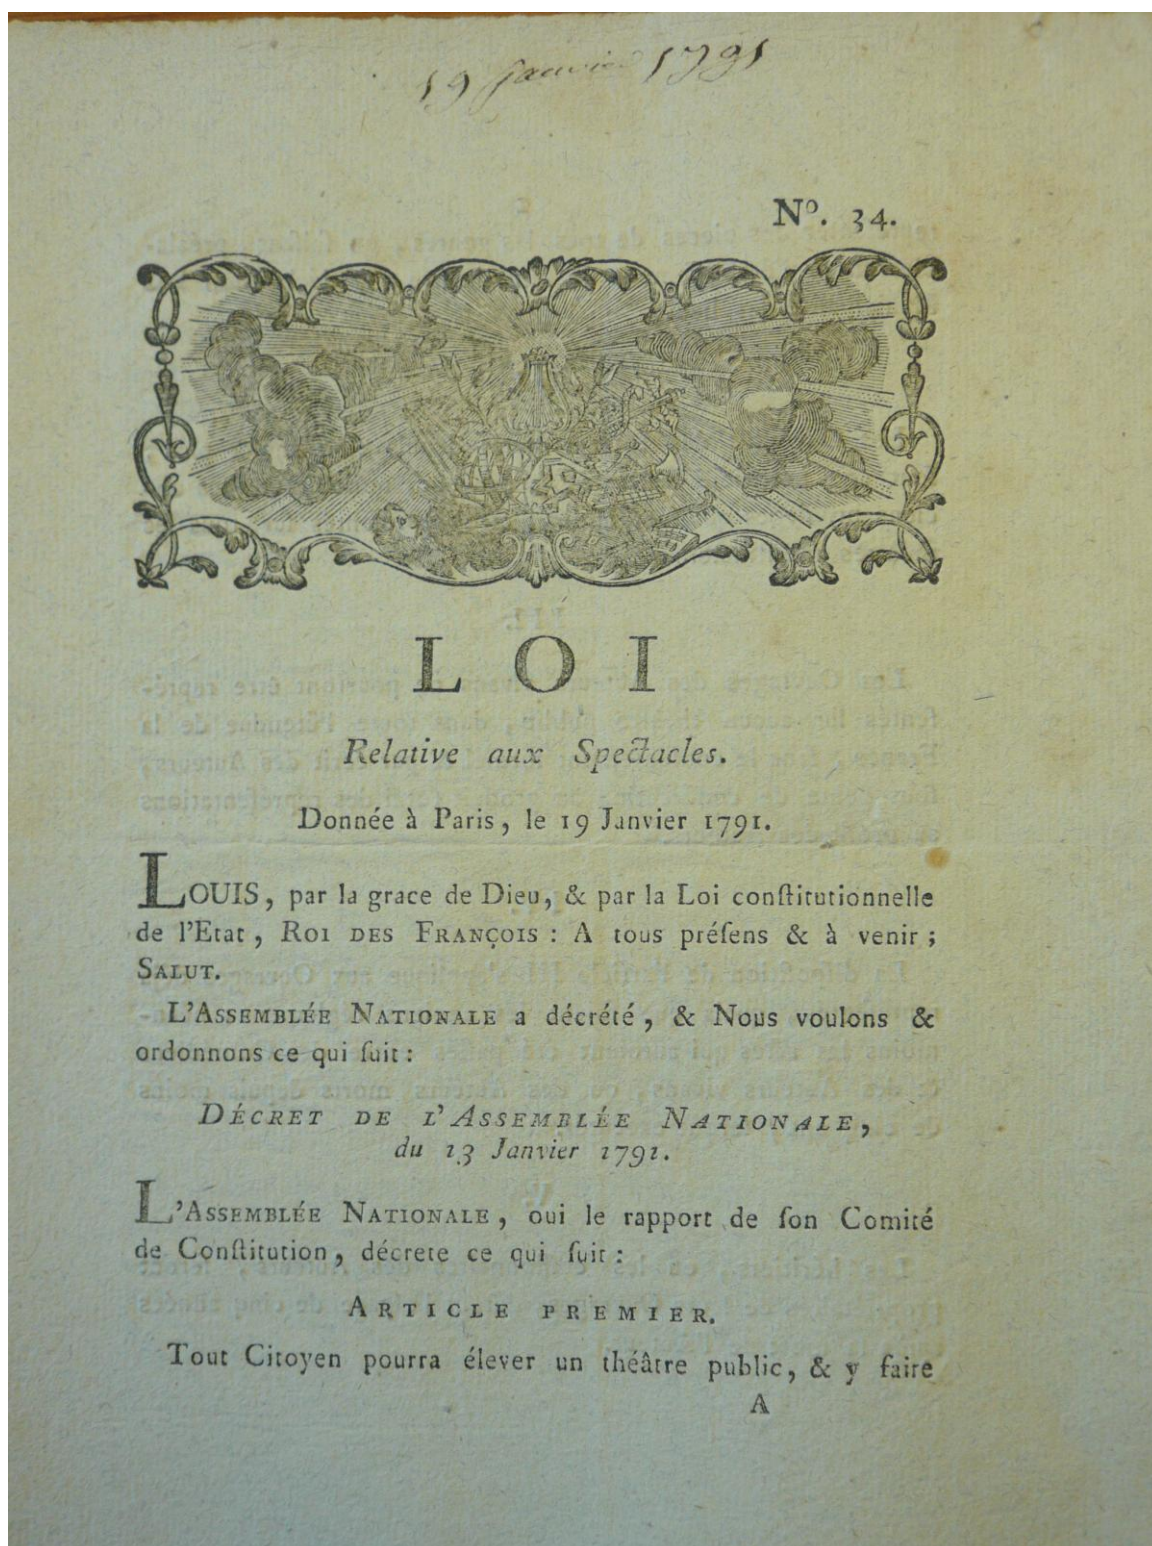 19 Janvier 1791
Nº. 34.
LOI
Relative aux Spectacles.
Donnée à Paris, le 19 Janvier 1791.
LOUIS, par la grace de Dieu, & par la Loi conſtitutionnelle
de l'Etat, ROI DES FRANÇOIS : A tous préſens & à venir ;
SALUT.
L'ASSEMBLÉE NATIONALE a décrété, & Nous voulons &
ordonnons ce qui ſuit :
DÉCRET DE L'ASSEMBLÉE NATIONALE,
du 13 Janvier 1791.
L'ASSEMBLÉE NATIONALE, oui le rapport de ſon Comité
de Conſtitution, décrete ce qui ſuit :
ARTICLE PREMIER.
Tout Citoyen pourra élever un théâtre public, & y faire
A